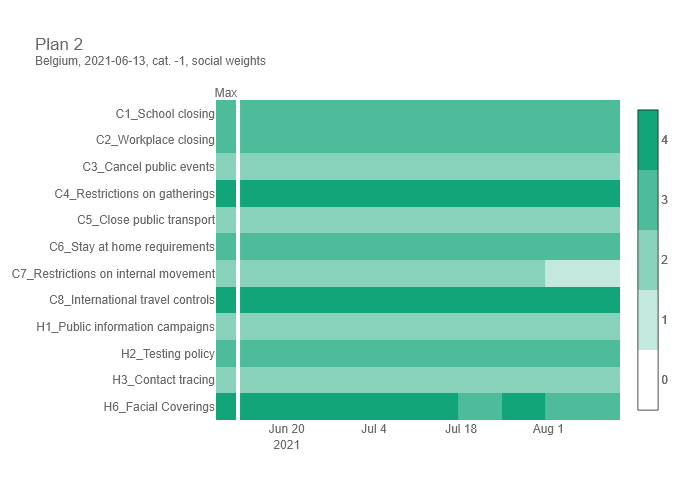 Plan 2
Belgium, 2021-06-13, cat. -1, social weights
Max
C1_School closing
C2_Workplace closing
C3_Cancel public events
C4_Restrictions on gatherings
C5_Close public transport
C6_Stay at home requirements
C7_Restrictions on internal movement
C8_International travel controls
H1_Public information campaigns
H2_Testing policy
H3_Contact tracing
H6_Facial Coverings
Jun 20 Jul 4 Jul 18 Aug 1
2021
4
3
2
1
0